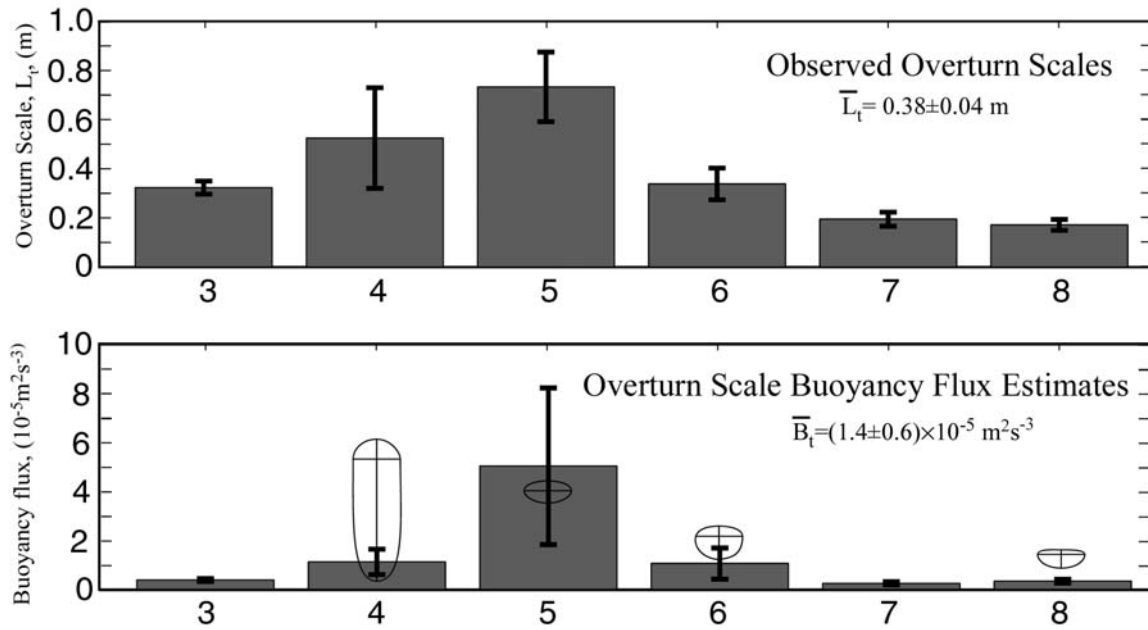 Overturn Scale, Lₜ, (m)
1.0
0.8
0.6
0.4
0.2
0
Observed Overturn Scales
L̅ₜ= 0.38±0.04 m
3 4 5 6 7 8
Buoyancy flux, (10⁻⁵m²s⁻³)
10
8
6
4
2
0
Overturn Scale Buoyancy Flux Estimates
B̅ₜ=(1.4±0.6)×10⁻⁵ m²s⁻³
3 4 5 6 7 8